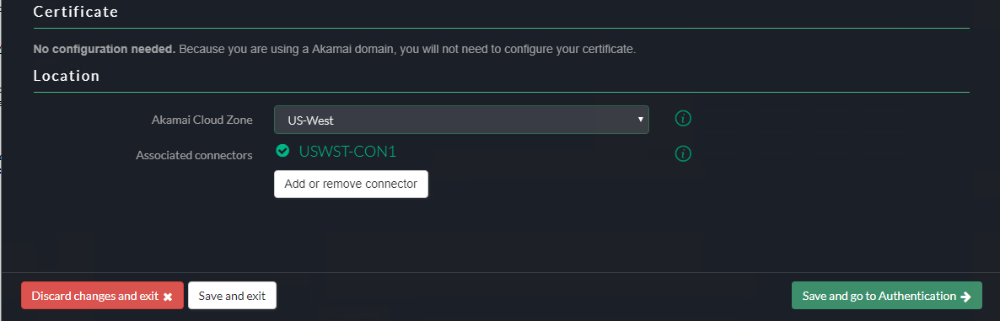 Certificate
No configuration needed. Because you are using a Akamai domain, you will not need to configure your certificate.
Location
Akamai Cloud Zone
US-West
Associated connectors
USWST-CON1
Add or remove connector
Discard changes and exit
Save and exit
Save and go to Authentication